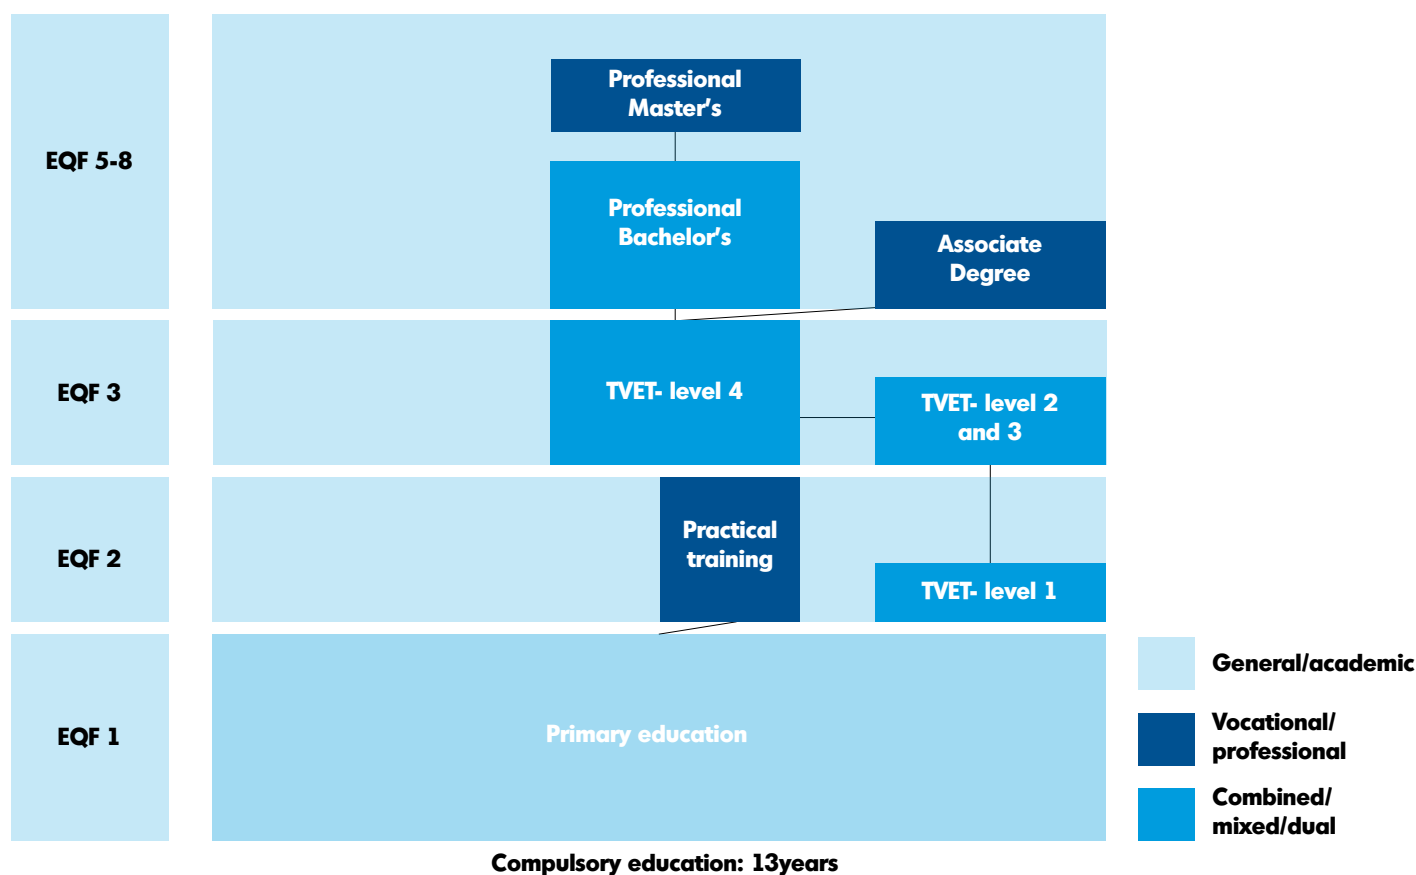 EQF 5-8
Professional
Master's
Professional
Bachelor's
Associate
Degree
EQF 3
TVET- level 4
TVET- level 2
and 3
EQF 2
Practical
training
TVET- level 1
EQF 1
Primary education
General/academic
Vocational/
professional
Combined/
mixed/dual
Compulsory education: 13years